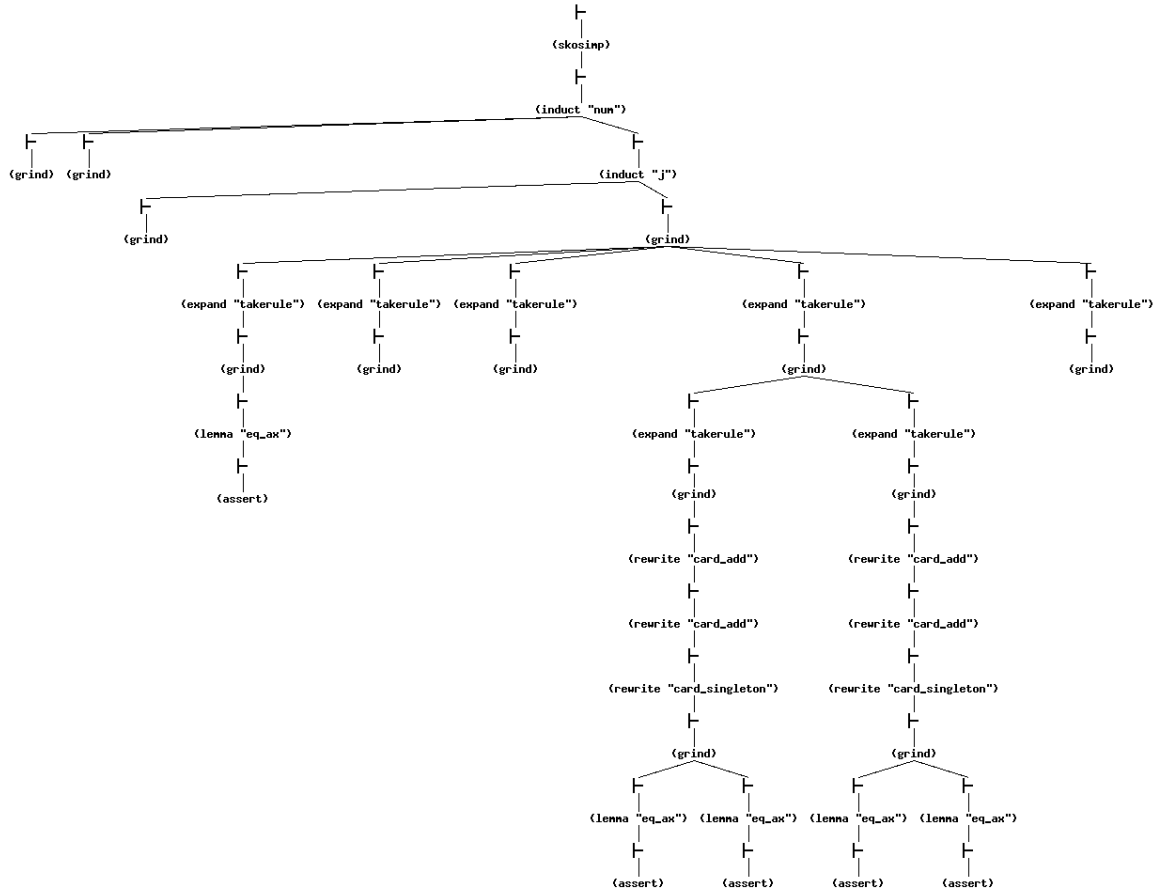 (skosimp)
(induct "num")
(grind) (grind) (induct "j")
(grind) (grind)
(expand "takerule") (expand "takerule") (expand "takerule") (expand "takerule") (expand "takerule")
(grind) (grind) (grind) (grind) (grind)
(lemma "eq_ax") (expand "takerule") (expand "takerule")
(assert) (grind) (grind)
(rewrite "card_add") (rewrite "card_add")
(rewrite "card_add") (rewrite "card_add")
(rewrite "card_singleton") (rewrite "card_singleton")
(grind) (grind)
(lemma "eq_ax") (lemma "eq_ax") (lemma "eq_ax") (lemma "eq_ax")
(assert) (assert) (assert) (assert)